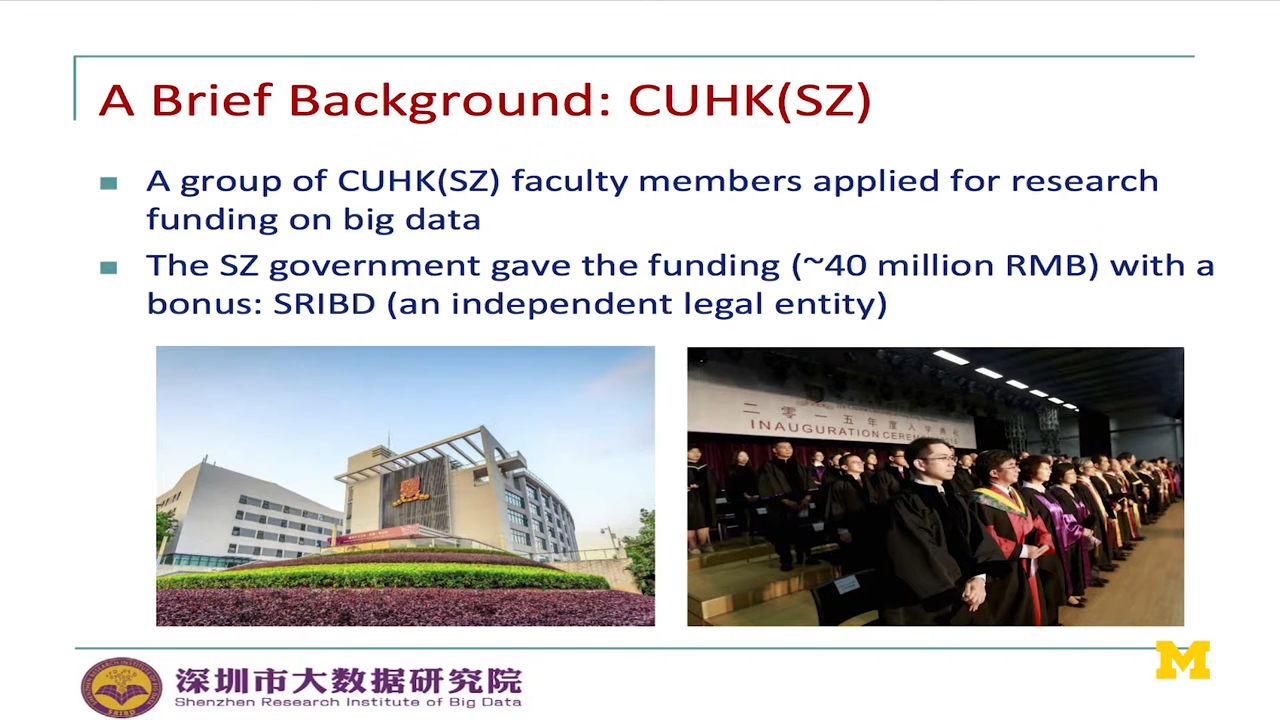 A Brief Background: CUHK(SZ)
A group of CUHK(SZ) faculty members applied for research
funding on big data
The SZ government gave the funding (~40 million RMB) with a
bonus: SRIBD (an independent legal entity)
二零一五年度入学典礼
INAUGURATION CEREMONY 2015
深圳市大数据研究院
Shenzhen Research Institute of Big Data
SRIBD
M